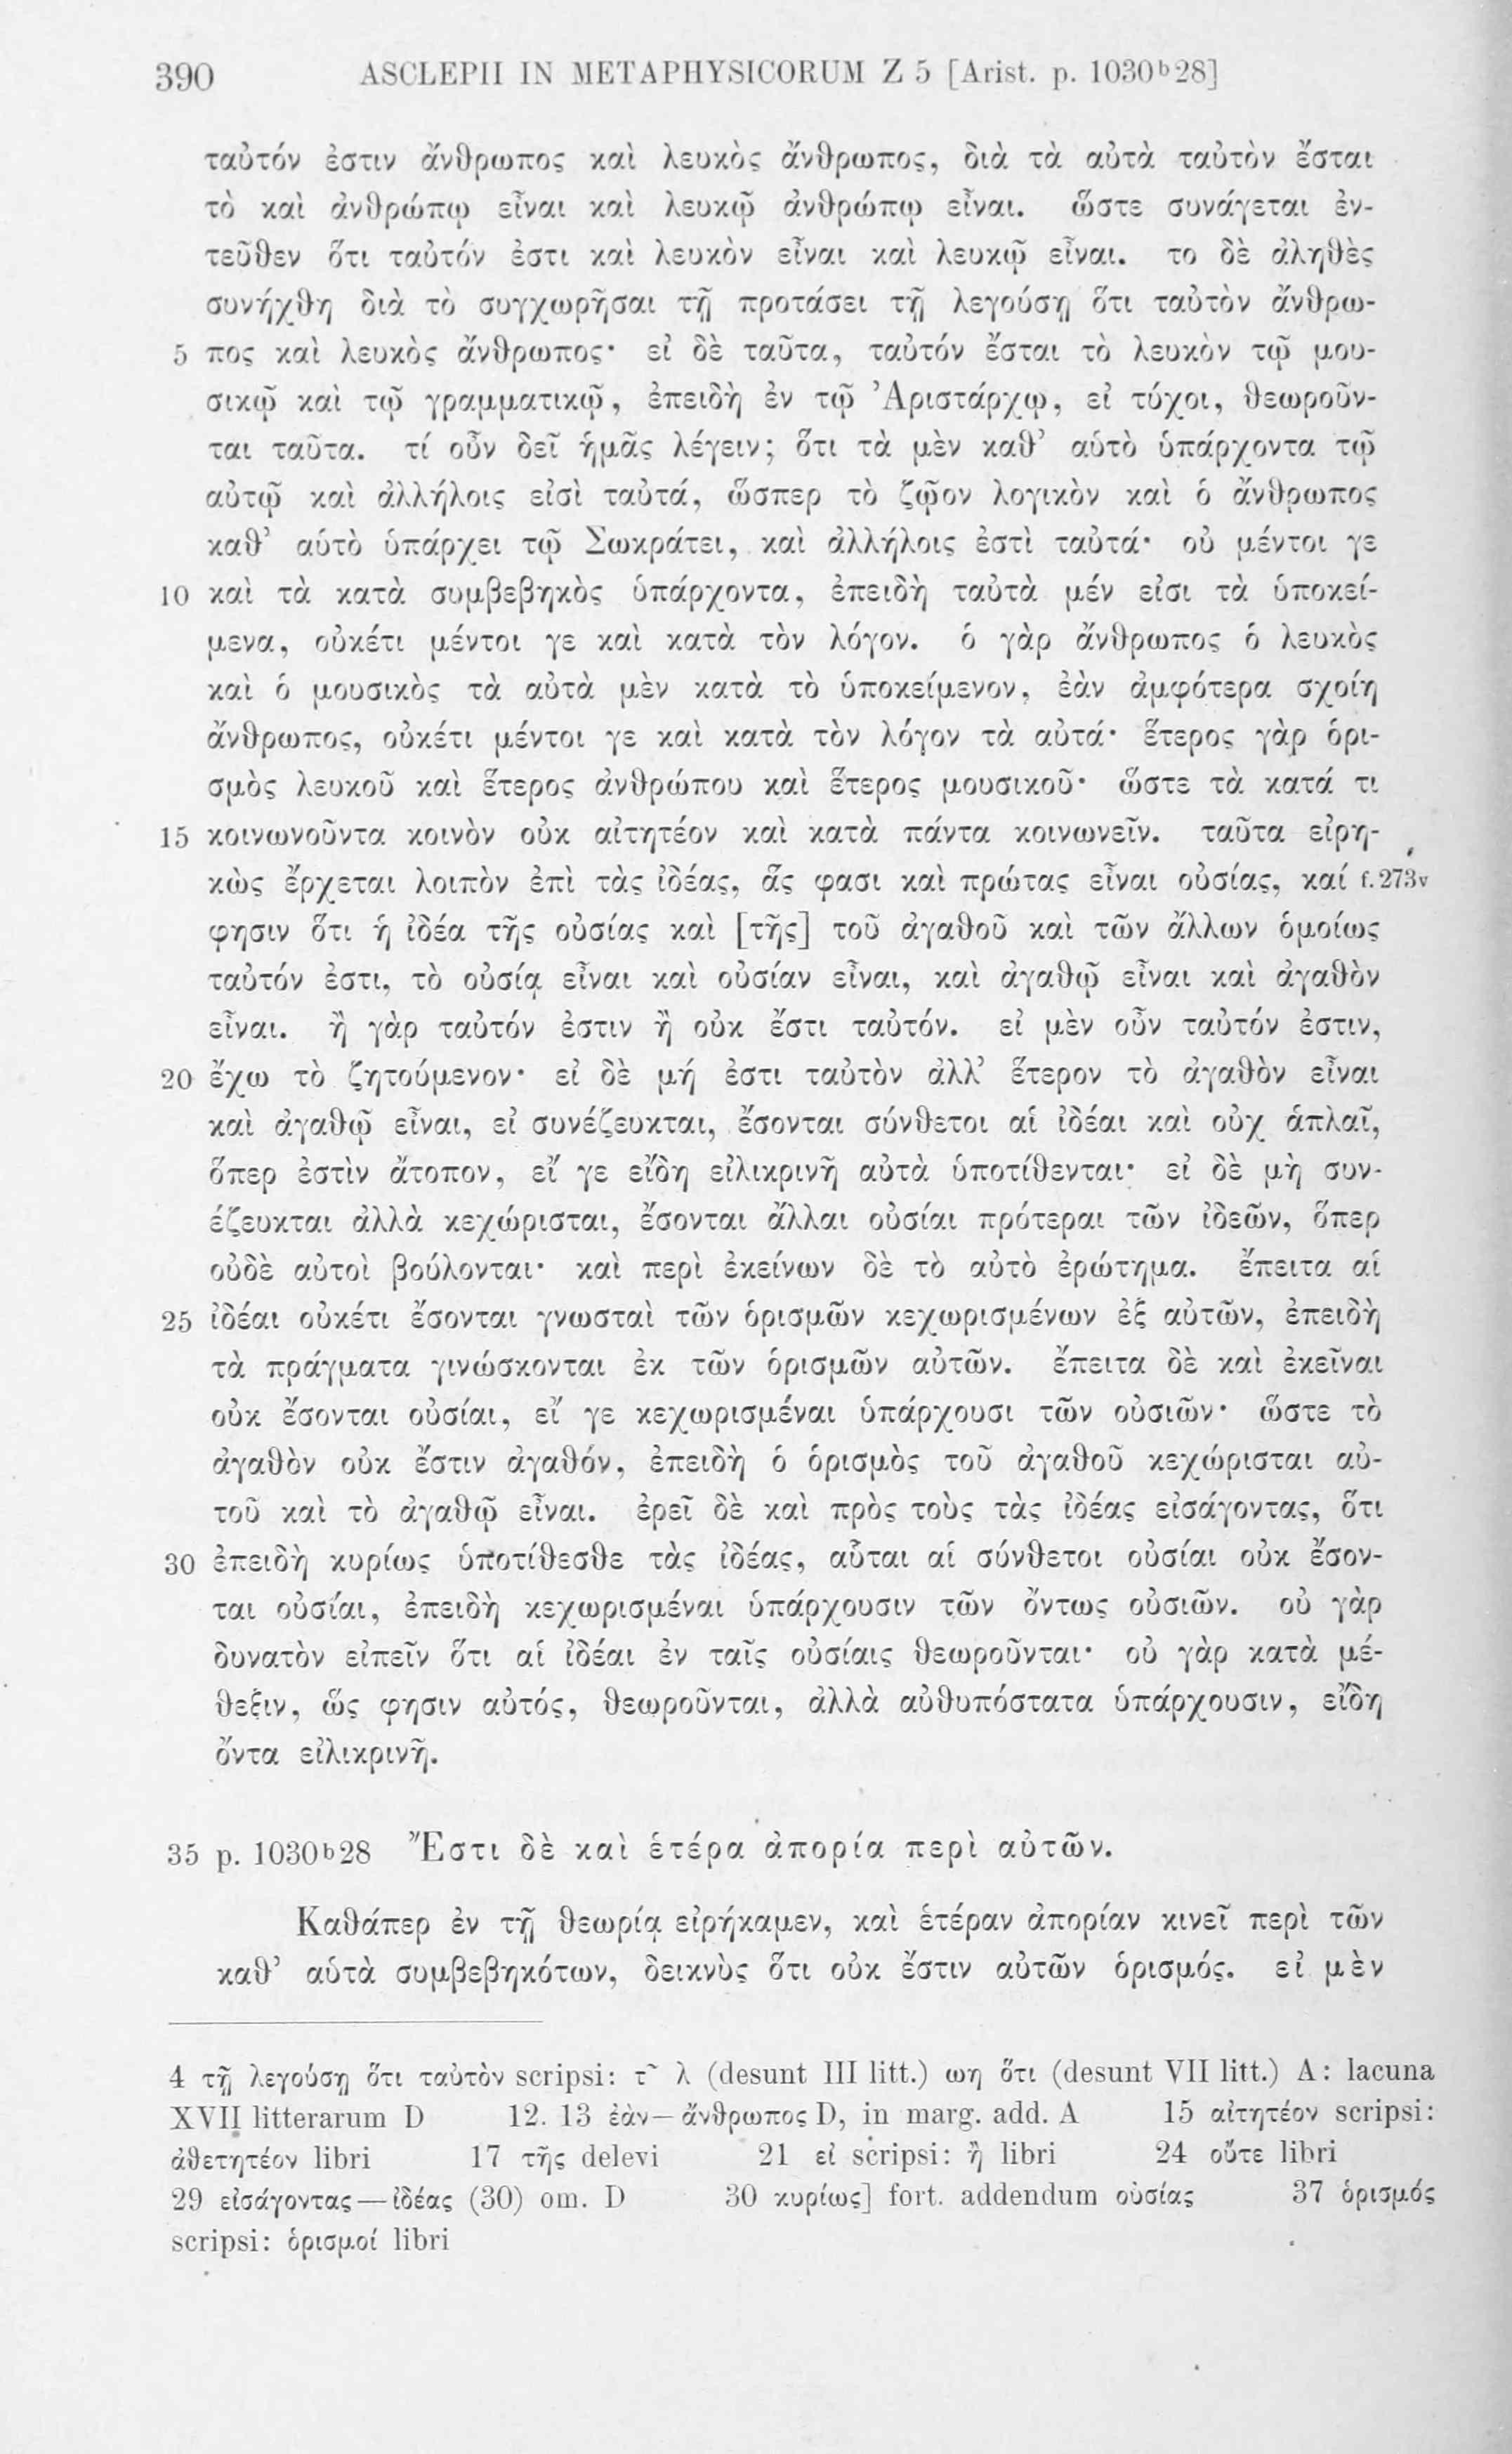 390 ASCLEPII IN METAPHYSICORUM Z 5 [Arist. p. 1030ᵇ28]
ταὐτόν ἐστιν ἄνθρωπος καὶ λευκὸς ἄνθρωπος, διὰ τὰ αὐτὰ ταὐτὸν ἔσται
τὸ καὶ ἀνθρώπῳ εἶναι καὶ λευκῷ ἀνθρώπῳ εἶναι. ὥστε συνάγεται ἐν-
τεῦθεν ὅτι ταὐτόν ἐστι καὶ λευκὸν εἶναι καὶ λευκῷ εἶναι. το δὲ ἀληθὲς
συνήχθη διὰ τὸ συγχωρῆσαι τῇ προτάσει τῇ λεγούσῃ ὅτι ταὐτὸν ἄνθρω-
5 πος καὶ λευκὸς ἄνθρωπος· εἰ δὲ ταῦτα, ταὐτόν ἔσται τὸ λευκὸν τῷ μου-
σικῷ καὶ τῷ γραμματικῷ, ἐπειδὴ ἐν τῷ Ἀριστάρχῳ, εἰ τύχοι, θεωροῦν-
ται ταῦτα. τί οὖν δεῖ ἡμᾶς λέγειν; ὅτι τὰ μὲν καθ’ αὑτὸ ὑπάρχοντα τῷ
αὐτῷ καὶ ἀλλήλοις εἰσὶ ταὐτά, ὥσπερ τὸ ζῷον λογικὸν καὶ ὁ ἄνθρωπος
καθ’ αὑτὸ ὑπάρχει τῷ Σωκράτει, καὶ ἀλλήλοις ἐστὶ ταὐτά· οὐ μέντοι γε
10 καὶ τὰ κατὰ συμβεβηκὸς ὑπάρχοντα, ἐπειδὴ ταὐτὰ μέν εἰσι τὰ ὑποκεί-
μενα, οὐκέτι μέντοι γε καὶ κατὰ τὸν λόγον. ὁ γὰρ ἄνθρωπος ὁ λευκὸς
καὶ ὁ μουσικὸς τὰ αὐτὰ μὲν κατὰ τὸ ὑποκείμενον, ἐὰν ἀμφότερα σχοίη
ἄνθρωπος, οὐκέτι μέντοι γε καὶ κατὰ τὸν λόγον τὰ αὐτά· ἕτερος γὰρ ὁρι-
σμὸς λευκοῦ καὶ ἕτερος ἀνθρώπου καὶ ἕτερος μουσικοῦ· ὥστε τὰ κατά τι
15 κοινωνοῦντα κοινὸν οὐκ αἰτητέον καὶ κατὰ πάντα κοινωνεῖν. ταῦτα εἰρη-
κὼς ἔρχεται λοιπὸν ἐπὶ τὰς ἰδέας, ἅς φασι καὶ πρώτας εἶναι οὐσίας, καί f. 273v
φησιν ὅτι ἡ ἰδέα τῆς οὐσίας καὶ [τῆς] τοῦ ἀγαθοῦ καὶ τῶν ἄλλων ὁμοίως
ταὐτόν ἐστι, τὸ οὐσίᾳ εἶναι καὶ οὐσίαν εἶναι, καὶ ἀγαθῷ εἶναι καὶ ἀγαθὸν
εἶναι. ἢ γὰρ ταὐτόν ἐστιν ἢ οὐκ ἔστι ταὐτόν. εἰ μὲν οὖν ταὐτόν ἐστιν,
20 ἔχω τὸ ζητούμενον· εἰ δὲ μή ἐστι ταὐτὸν ἀλλ’ ἕτερον τὸ ἀγαθὸν εἶναι
καὶ ἀγαθῷ εἶναι, εἰ συνέζευκται, ἔσονται σύνθετοι αἱ ἰδέαι καὶ οὐχ ἁπλαῖ,
ὅπερ ἐστὶν ἄτοπον, εἴ γε εἴδη εἰλικρινῆ αὐτὰ ὑποτίθενται· εἰ δὲ μὴ συν-
έζευκται ἀλλὰ κεχώρισται, ἔσονται ἄλλαι οὐσίαι πρότεραι τῶν ἰδεῶν, ὅπερ
οὐδὲ αὐτοὶ βούλονται· καὶ περὶ ἐκείνων δὲ τὸ αὐτὸ ἐρώτημα. ἔπειτα αἱ
25 ἰδέαι οὐκέτι ἔσονται γνωσταὶ τῶν ὁρισμῶν κεχωρισμένων ἐξ αὐτῶν, ἐπειδὴ
τὰ πράγματα γινώσκονται ἐκ τῶν ὁρισμῶν αὐτῶν. ἔπειτα δὲ καὶ ἐκεῖναι
οὐκ ἔσονται οὐσίαι, εἴ γε κεχωρισμέναι ὑπάρχουσι τῶν οὐσιῶν· ὥστε τὸ
ἀγαθὸν οὐκ ἔστιν ἀγαθόν, ἐπειδὴ ὁ ὁρισμὸς τοῦ ἀγαθοῦ κεχώρισται αὐ-
τοῦ καὶ τὸ ἀγαθῷ εἶναι. ἐρεῖ δὲ καὶ πρὸς τοὺς τὰς ἰδέας εἰσάγοντας, ὅτι
30 ἐπειδὴ κυρίως ὑποτίθεσθε τὰς ἰδέας, αὗται αἱ σύνθετοι οὐσίαι οὐκ ἔσον-
ται οὐσίαι, ἐπειδὴ κεχωρισμέναι ὑπάρχουσιν τῶν ὄντως οὐσιῶν. οὐ γὰρ
δυνατὸν εἰπεῖν ὅτι αἱ ἰδέαι ἐν ταῖς οὐσίαις θεωροῦνται· οὐ γὰρ κατὰ μέ-
θεξιν, ὥς φησιν αὐτός, θεωροῦνται, ἀλλὰ αὐθυπόστατα ὑπάρχουσιν, εἴδη
ὄντα εἰλικρινῆ.
35 p. 1030ᵇ28 Ἔστι δὲ καὶ ἑτέρα ἀπορία περὶ αὐτῶν.
Καθάπερ ἐν τῇ θεωρίᾳ εἰρήκαμεν, καὶ ἑτέραν ἀπορίαν κινεῖ περὶ τῶν
καθ’ αὑτὰ συμβεβηκότων, δεικνὺς ὅτι οὐκ ἔστιν αὐτῶν ὁρισμός. εἰ μὲν
4 τῇ λεγούσῃ ὅτι ταὐτὸν scripsi: τ῀ λ (desunt III litt.) ωη ὅτι (desunt VII litt.) A: lacuna
XVII litterarum D 12. 13 ἐὰν—ἄνθρωπος D, in marg. add. A 15 αἰτητέον scripsi:
ἀθετητέον libri 17 τῆς delevi 21 εἰ scripsi: ἢ libri 24 οὔτε libri
29 εἰσάγοντας—ἰδέας (30) om. D 30 κυρίως] fort. addendum οὐσίας 37 ὁρισμός
scripsi: ὁρισμοί libri